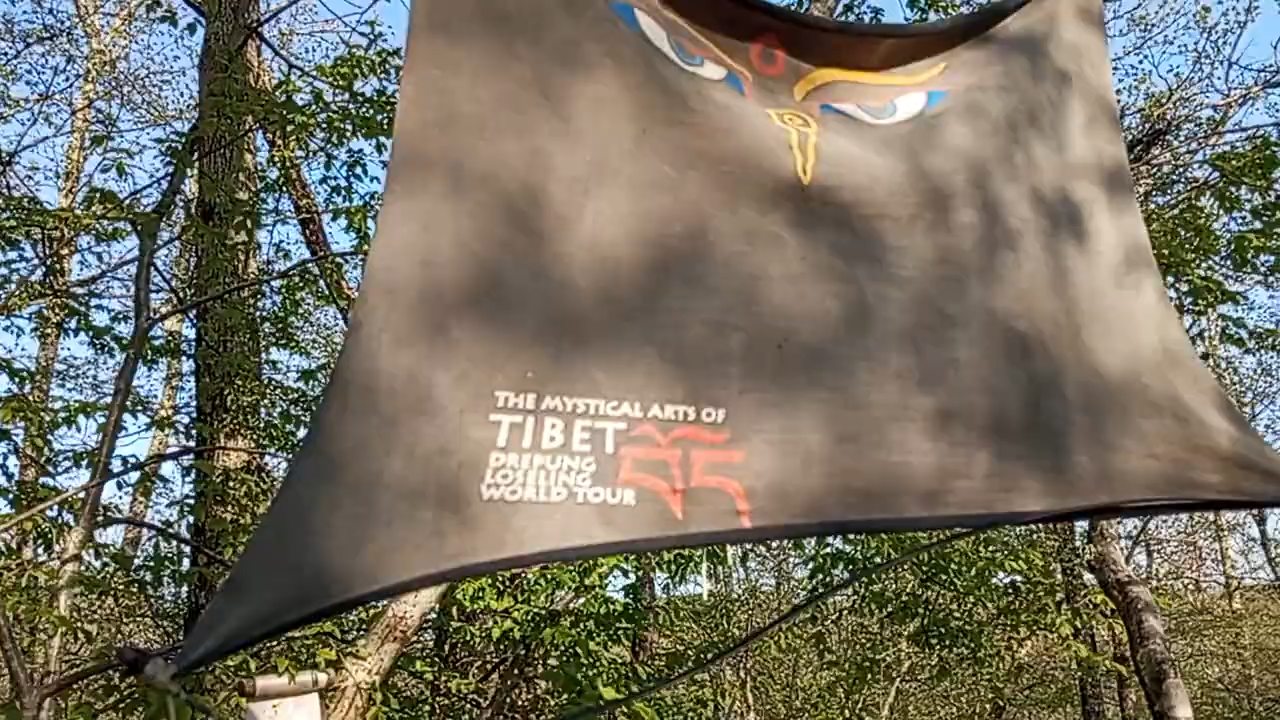 THE MYSTICAL ARTS OF
TIBET
DREPUNG
LOSELING
WORLD TOUR